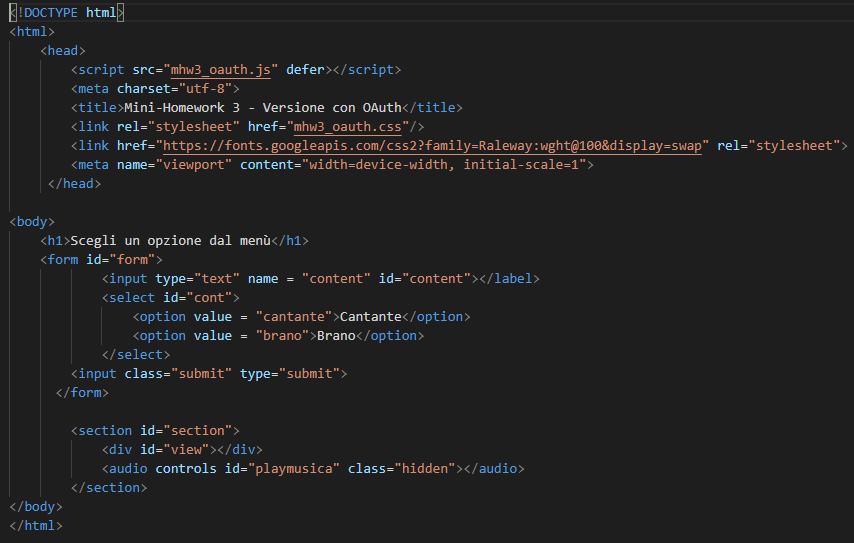 <!DOCTYPE html>
<html>
    <head>
        <script src="mhw3_oauth.js" defer></script>
        <meta charset="utf-8">
        <title>Mini-Homework 3 - Versione con OAuth</title>
        <link rel="stylesheet" href="mhw3_oauth.css"/>
        <link href="https://fonts.googleapis.com/css2?family=Raleway:wght@100&display=swap" rel="stylesheet">
        <meta name="viewport" content="width=device-width, initial-scale=1">
     </head>

<body>
    <h1>Scegli un opzione dal menù</h1>
    <form id="form">
            <input type="text" name = "content" id="content"></label>
            <select id="cont">
                <option value = "cantante">Cantante</option>
                <option value = "brano">Brano</option>
            </select>
        <input class="submit" type="submit">
      </form>

        <section id="section">
            <div id="view"></div>
            <audio controls id="playmusica" class="hidden"></audio>
        </section>
</body>
</html>